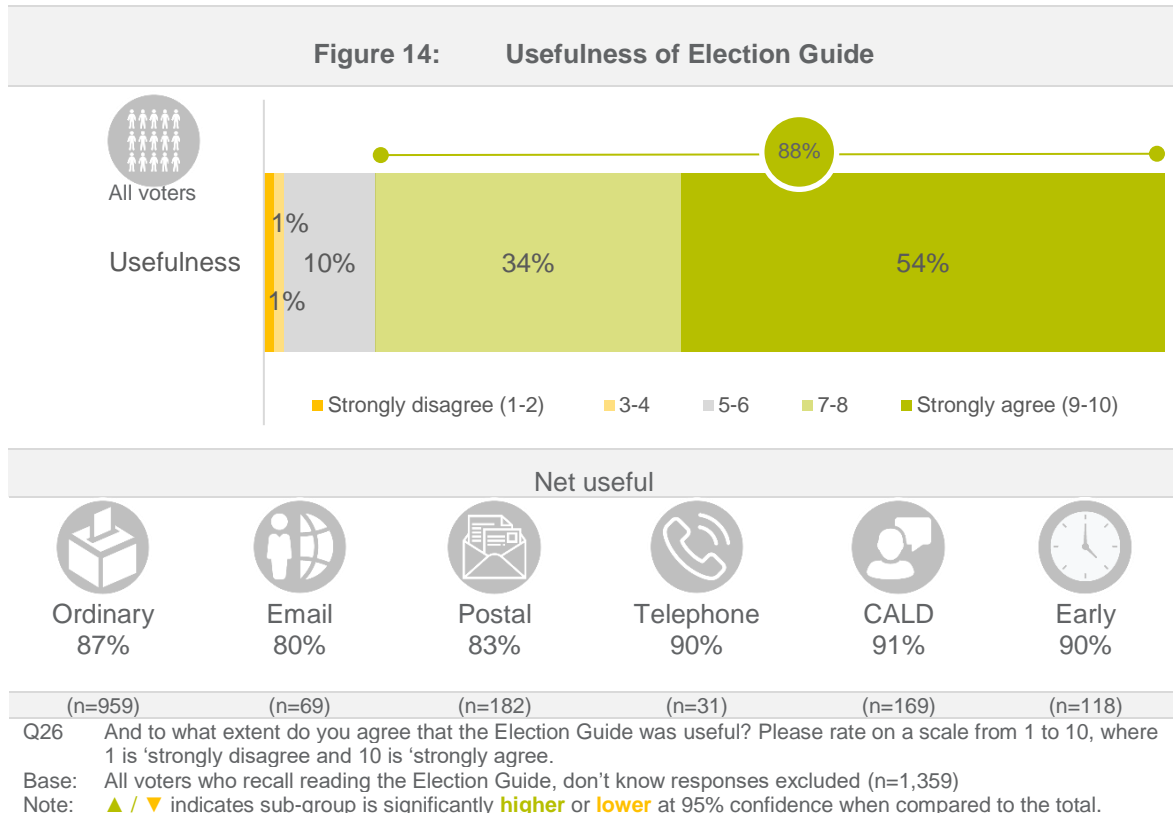 Figure 14: Usefulness of Election Guide
88%
All voters
Usefulness
1%
1%
10%
34%
54%
Strongly disagree (1-2) 3-4 5-6 7-8 Strongly agree (9-10)
Net useful
Ordinary Email Postal Telephone CALD Early
87% 80% 83% 90% 91% 90%
(n=959) (n=69) (n=182) (n=31) (n=169) (n=118)
Q26 And to what extent do you agree that the Election Guide was useful? Please rate on a scale from 1 to 10, where
1 is ‘strongly disagree and 10 is ‘strongly agree.
Base: All voters who recall reading the Election Guide, don’t know responses excluded (n=1,359)
Note: ▲ / ▼ indicates sub-group is significantly higher or lower at 95% confidence when compared to the total.